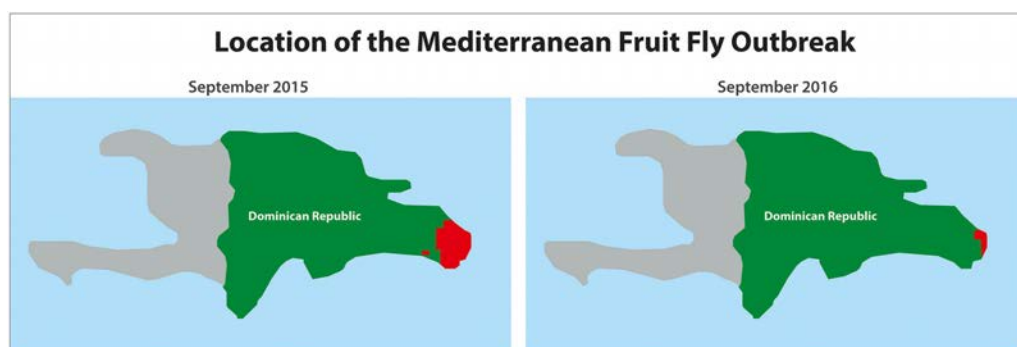 Location of the Mediterranean Fruit Fly Outbreak
September 2015
September 2016
Dominican Republic
Dominican Republic